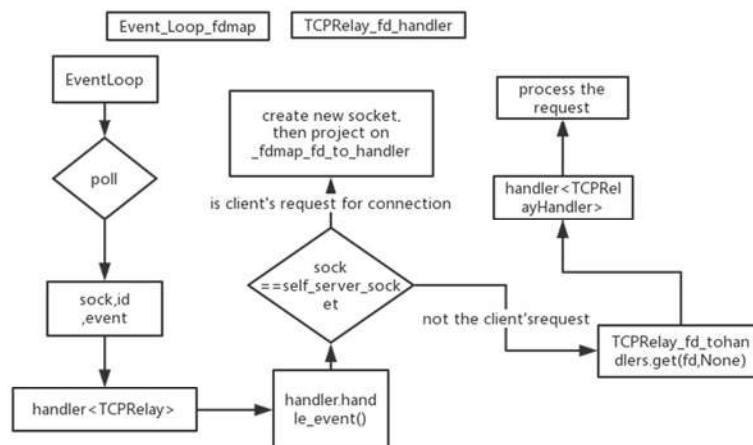 Event_Loop_fdmap
TCPRelay_fd_handler
EventLoop
poll
sock,id
,event
handler<TCPRelay>
handler.hand
le_event()
sock
==self_server_sock
et
is client's request for connection
create new socket,
then project on
_fdmap_fd_to_handler
not the client'srequest
TCPRelay_fd_tohan
dlers.get(fd,None)
handler<TCPRel
ayHandler>
process the
request